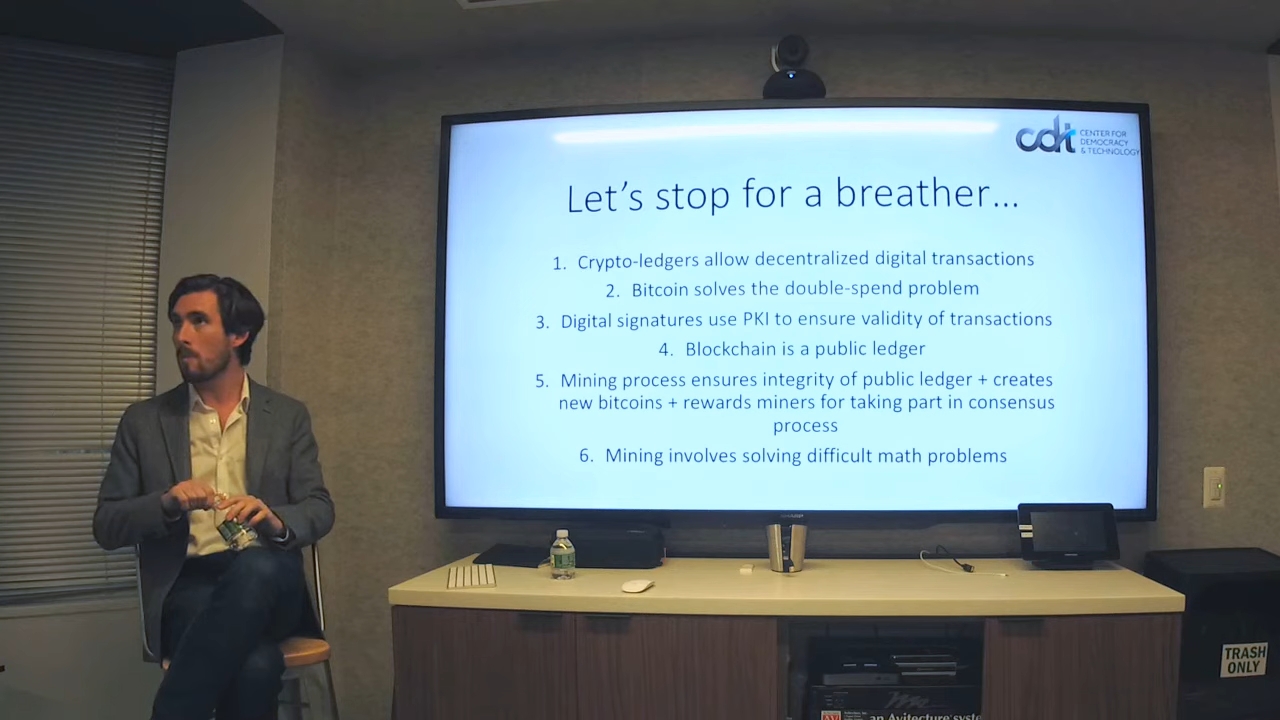 cdt
CENTER FOR
DEMOCRACY
& TECHNOLOGY
Let's stop for a breather...
1. Crypto-ledgers allow decentralized digital transactions
2. Bitcoin solves the double-spend problem
3. Digital signatures use PKI to ensure validity of transactions
4. Blockchain is a public ledger
5. Mining process ensures integrity of public ledger + creates
new bitcoins + rewards miners for taking part in consensus
process
6. Mining involves solving difficult math problems
TRASH
ONLY
an Avitecture syste